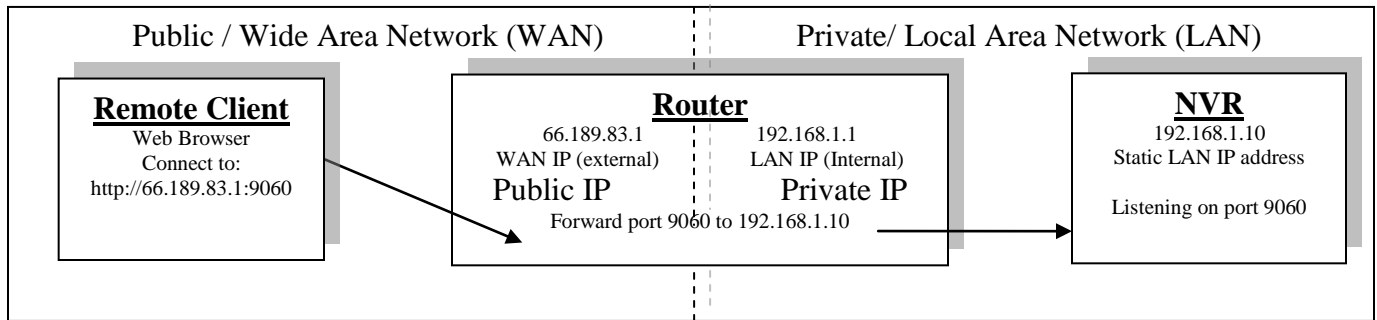 Public / Wide Area Network (WAN)
Private/ Local Area Network (LAN)
Remote Client
Web Browser
Connect to:
http://66.189.83.1:9060
Router
66.189.83.1
WAN IP (external)
Public IP
192.168.1.1
LAN IP (Internal)
Private IP
Forward port 9060 to 192.168.1.10
NVR
192.168.1.10
Static LAN IP address
Listening on port 9060